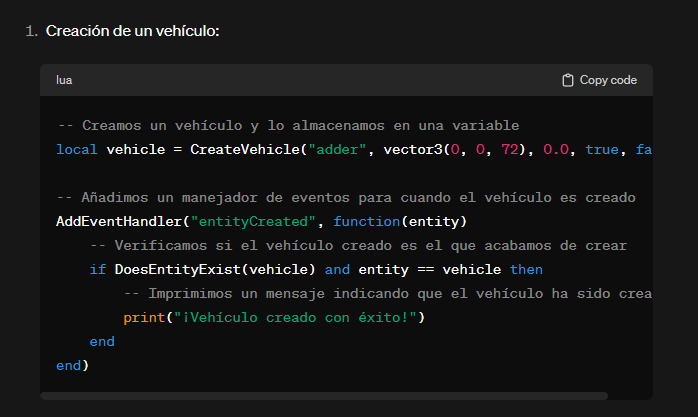 1. Creación de un vehículo:
lua
Copy code
-- Creamos un vehículo y lo almacenamos en una variable
local vehicle = CreateVehicle("adder", vector3(0, 0, 72), 0.0, true, fa
-- Añadimos un manejador de eventos para cuando el vehículo es creado
AddEventHandler("entityCreated", function(entity)
-- Verificamos si el vehículo creado es el que acabamos de crear
if DoesEntityExist(vehicle) and entity == vehicle then
-- Imprimimos un mensaje indicando que el vehículo ha sido crea
print("¡Vehículo creado con éxito!")
end
end)